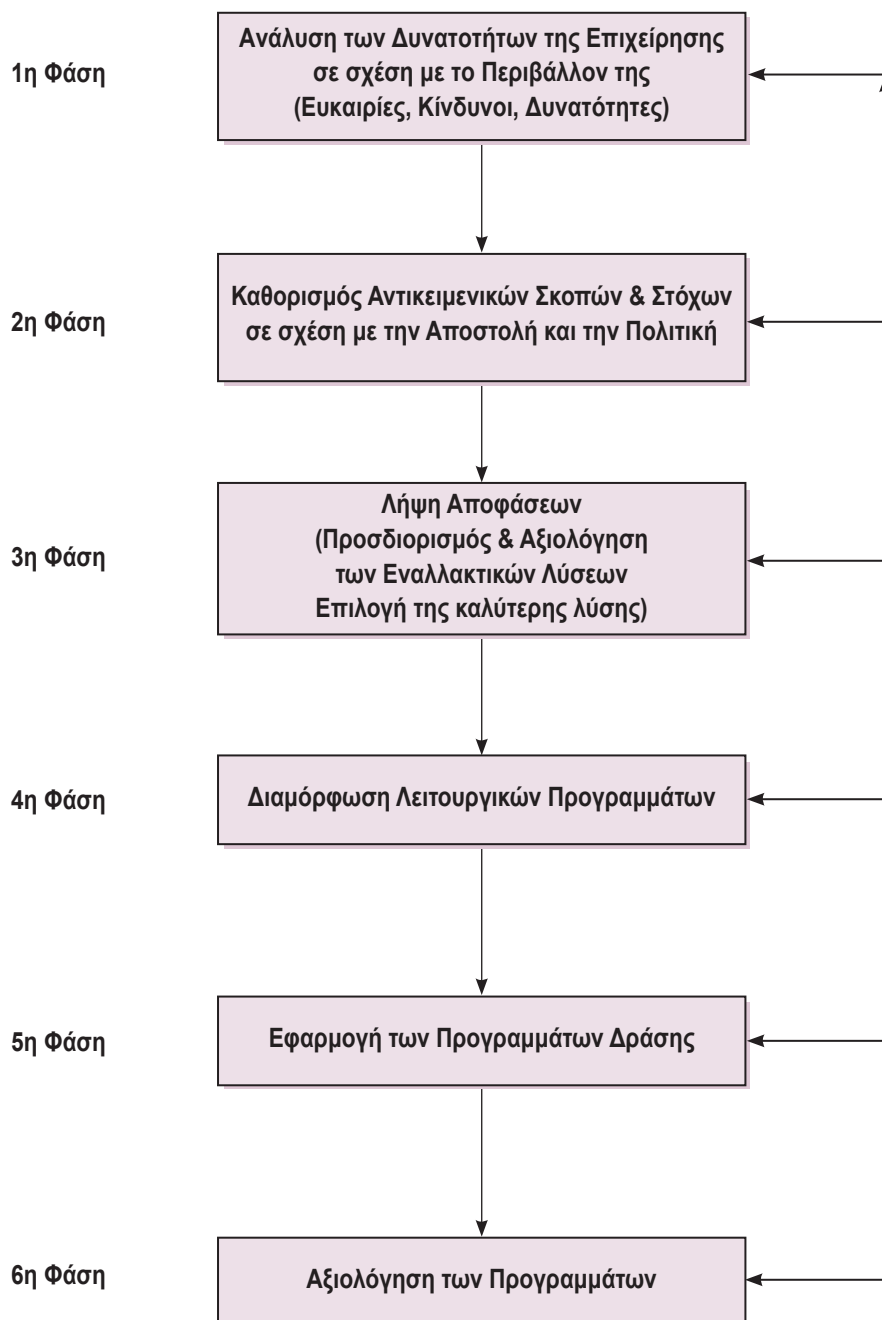 1η Φάση
Ανάλυση των Δυνατοτήτων της Επιχείρησης
σε σχέση με το Περιβάλλον της
(Ευκαιρίες, Κίνδυνοι, Δυνατότητες)
2η Φάση
Καθορισμός Αντικειμενικών Σκοπών & Στόχων
σε σχέση με την Αποστολή και την Πολιτική
3η Φάση
Λήψη Αποφάσεων
(Προσδιορισμός & Αξιολόγηση
των Εναλλακτικών Λύσεων
Επιλογή της καλύτερης λύσης)
4η Φάση
Διαμόρφωση Λειτουργικών Προγραμμάτων
5η Φάση
Εφαρμογή των Προγραμμάτων Δράσης
6η Φάση
Αξιολόγηση των Προγραμμάτων